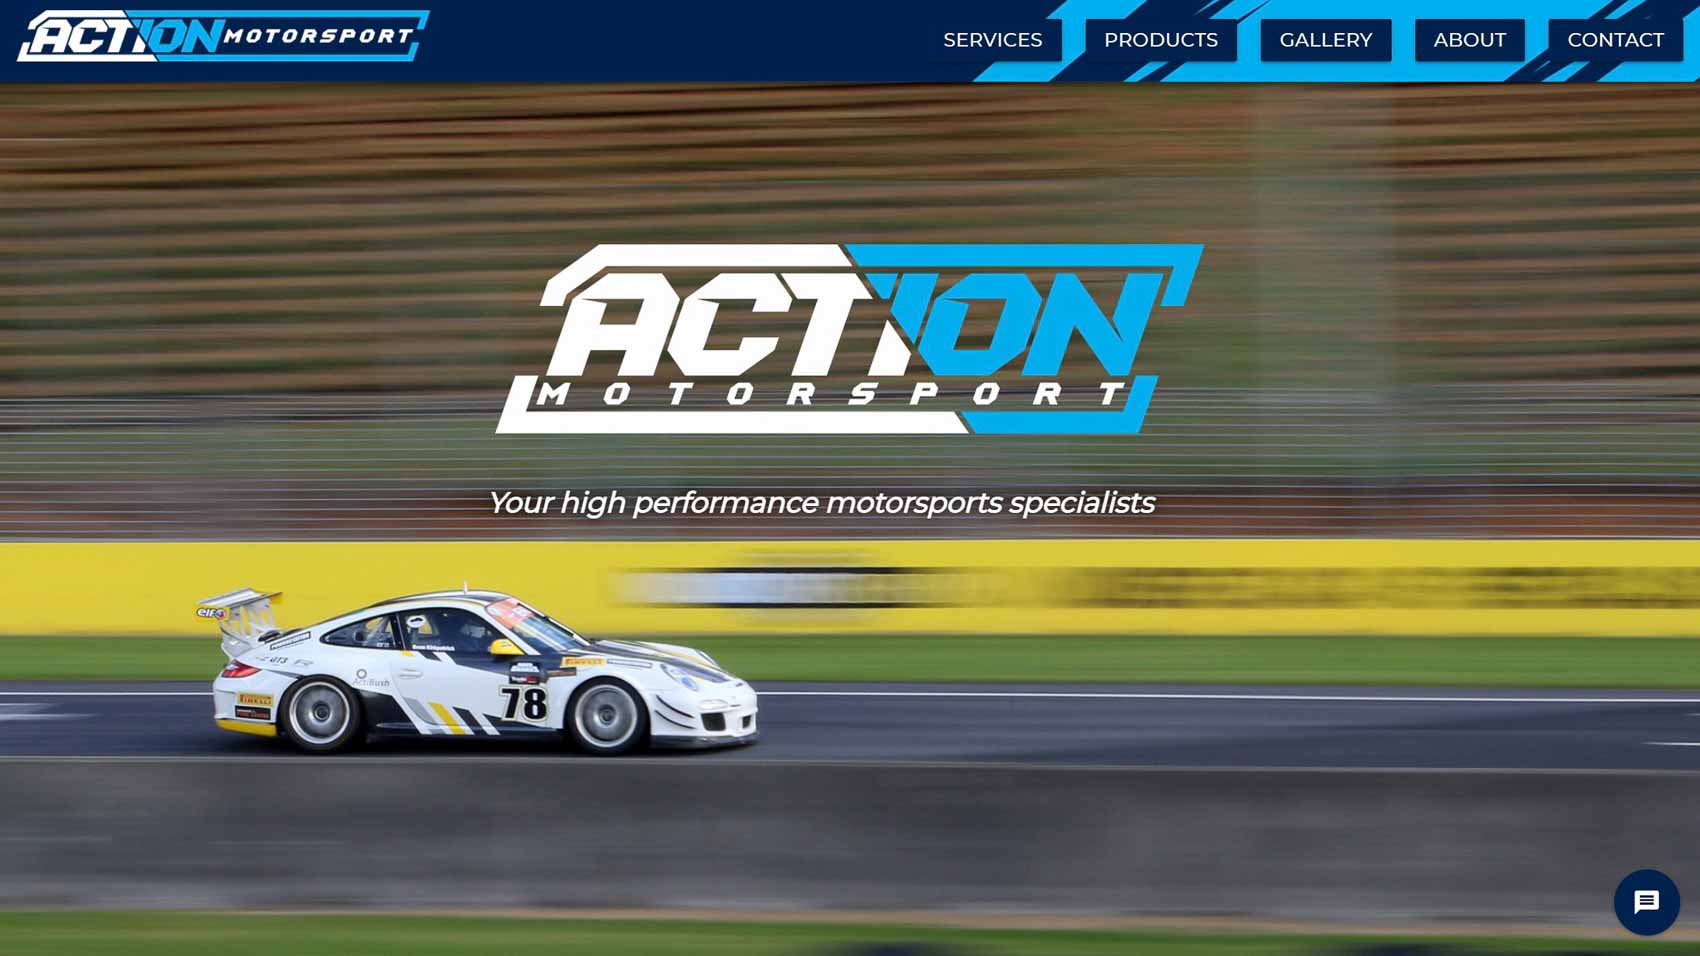 ACTION MOTORSPORT
SERVICES
PRODUCTS
GALLERY
ABOUT
CONTACT
ACTION
MOTORSPORT
Your high performance motorsports specialists
elf
GT3
ActiBush
PIRELLI
PIRELLI
78